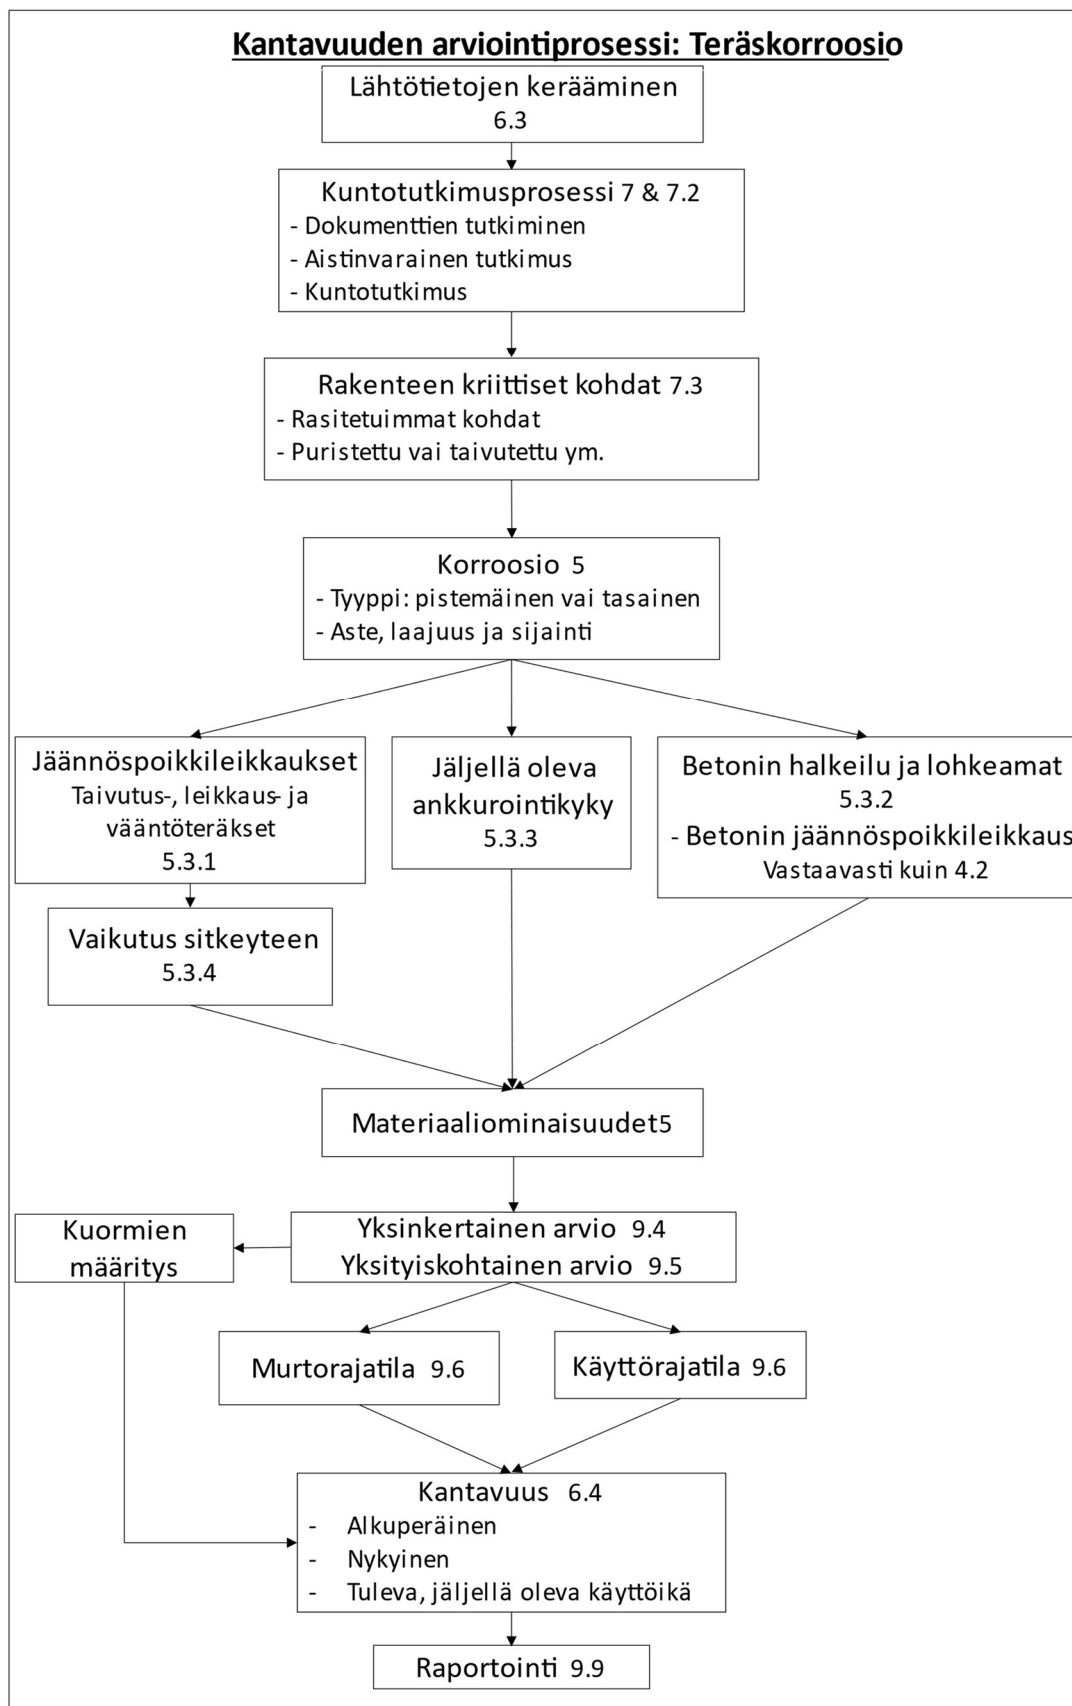 Kantavuuden arviointiprosessi: Teräskorroosio
Lähtötietojen kerääminen
6.3
Kuntotutkimusprosessi 7 & 7.2
- Dokumenttien tutkiminen
- Aistinvarainen tutkimus
- Kuntotutkimus
Rakenteen kriittiset kohdat 7.3
- Rasitetuimmat kohdat
- Puristettu vai taivutettu ym.
Korroosio 5
- Tyyppi: pistemäinen vai tasainen
- Aste, laajuus ja sijainti
Jäännöspoikkileikkaukset
Taivutus-, leikkaus- ja
vääntöteräkset
5.3.1
Jäljellä oleva
ankkurointikyky
5.3.3
Betonin halkeilu ja lohkeamat
5.3.2
- Betonin jäännöspoikkileikkaus
Vastaavasti kuin 4.2
Vaikutus sitkeyteen
5.3.4
Materiaaliominaisuudet5
Kuormien
määritys
Yksinkertainen arvio 9.4
Yksityiskohtainen arvio 9.5
Murtorajatila 9.6
Käyttörajatila 9.6
Kantavuus 6.4
- Alkuperäinen
- Nykyinen
- Tuleva, jäljellä oleva käyttöikä
Raportointi 9.9